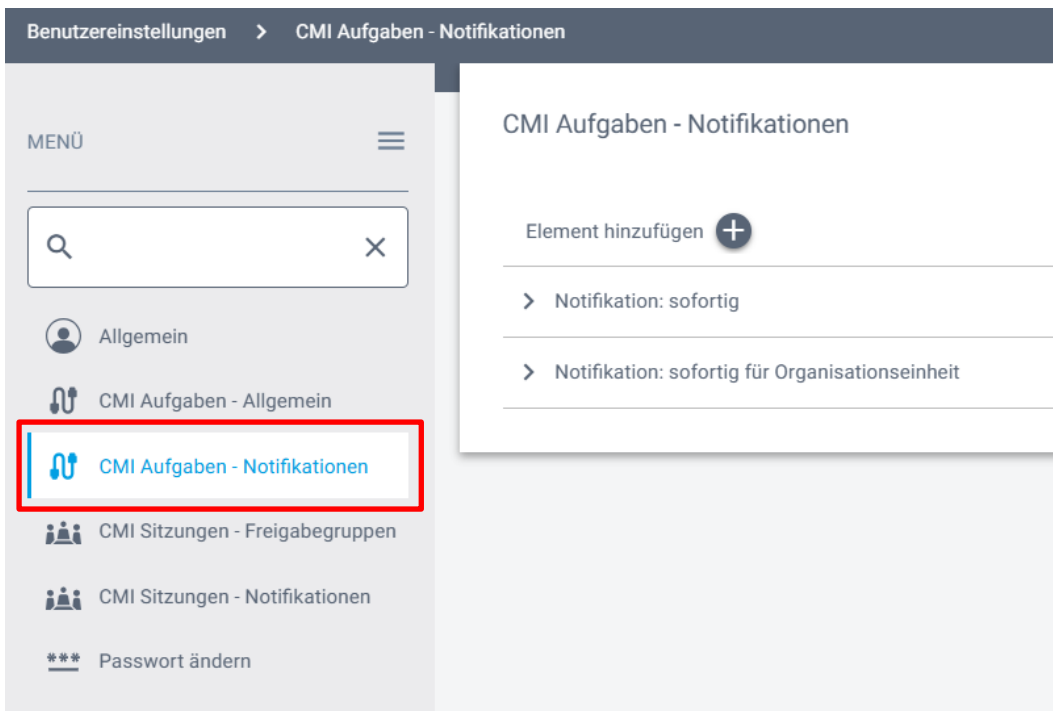 Benutzereinstellungen > CMI Aufgaben - Notifikationen
MENÜ
Allgemein
CMI Aufgaben - Allgemein
CMI Aufgaben - Notifikationen
CMI Sitzungen - Freigabegruppen
CMI Sitzungen - Notifikationen
*** Passwort ändern
CMI Aufgaben - Notifikationen
Element hinzufügen
Notifikation: sofortig
Notifikation: sofortig für Organisationseinheit